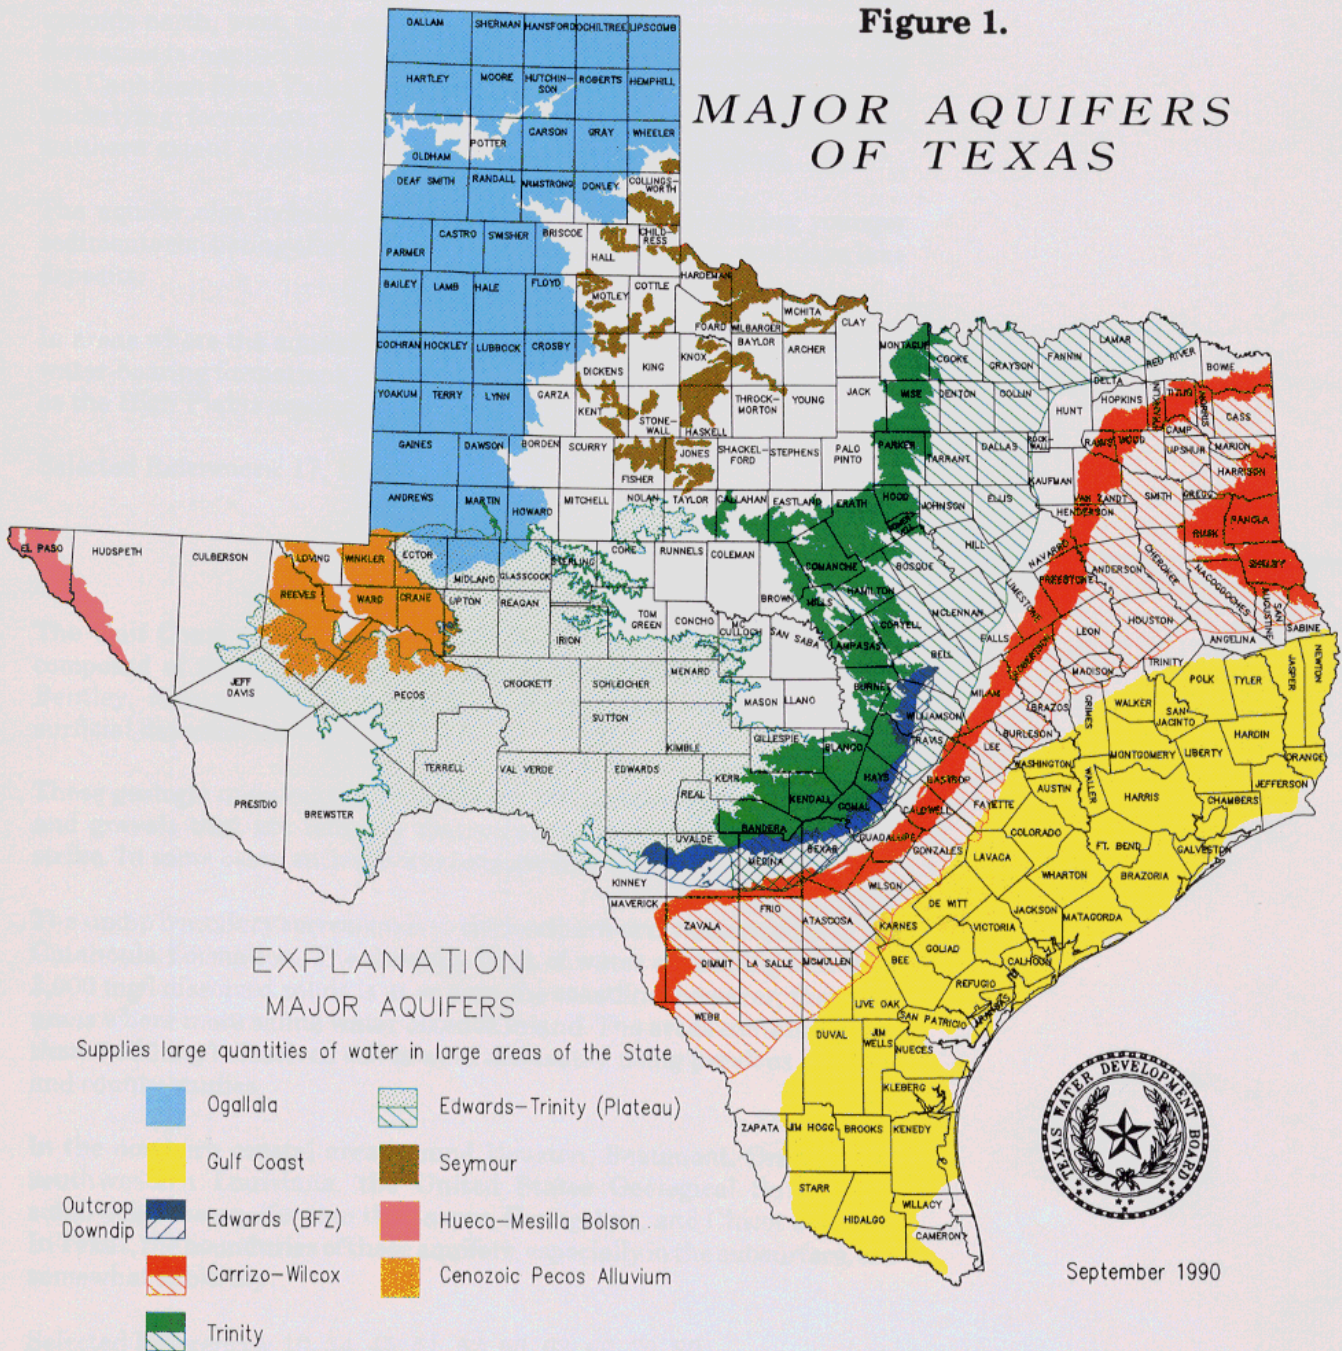 Figure 1.
MAJOR AQUIFERS
OF TEXAS
DALLAM SHERMAN HANSFORD OCHILTREE LIPSCOMB
HARTLEY MOORE HUTCHIN-
SON ROBERTS HEMPHILL
OLDHAM POTTER CARSON GRAY WHEELER
DEAF SMITH RANDALL ARMSTRONG DONLEY COLLINGS-
WORTH
PARMER CASTRO SWISHER BRISCOE HALL CHILD-
RESS
BAILEY LAMB HALE FLOYD MOTLEY COTTLE HARDEMAN
FOARD WILBARGER WICHITA CLAY
COCHRAN HOCKLEY LUBBOCK CROSBY DICKENS KING KNOX BAYLOR ARCHER MONTAGUE COOKE GRAYSON FANNIN LAMAR RED RIVER BOWIE
YOAKUM TERRY LYNN GARZA KENT STONE-
WALL HASKELL THROCK-
MORTON YOUNG JACK WISE DENTON COLLIN HUNT DELTA HOPKINS FRANKLIN TITUS MORRIS CASS
CAMP
GAINES DAWSON BORDEN SCURRY FISHER JONES SHACKEL-
FORD STEPHENS PALO
PINTO PARKER TARRANT DALLAS ROCK-
WALL RAINS WOOD UPSHUR MARION
KAUFMAN VAN ZANDT SMITH GREGG HARRISON
ANDREWS MARTIN HOWARD MITCHELL NOLAN TAYLOR CALLAHAN EASTLAND ERATH HOOD JOHNSON ELLIS HENDERSON RUSK PANOLA
EL PASO HUDSPETH CULBERSON LOVING WINKLER ECTOR MIDLAND GLASSCOCK STERLING COKE RUNNELS COLEMAN BROWN COMANCHE BOSQUE HILL NAVARRO ANDERSON CHEROKEE SHELBY
REEVES WARD CRANE UPTON REAGAN IRION TOM
GREEN CONCHO MC
CULLOCH SAN SABA MILLS HAMILTON CORYELL MCLENNAN LIMESTONE FREESTONE LEON HOUSTON NACOGDOCHES SAN
AUGUSTINE SABINE
ANGELINA
JEFF
DAVIS PECOS CROCKETT SCHLEICHER MENARD MASON LLANO LAMPASAS BURNET BELL FALLS ROBERTSON MADISON TRINITY POLK TYLER JASPER NEWTON
SUTTON KIMBLE GILLESPIE BLANCO WILLIAMSON TRAVIS MILAM BRAZOS BURLESON GRIMES WALKER SAN
JACINTO HARDIN
PRESIDIO BREWSTER TERRELL VAL VERDE EDWARDS REAL KERR KENDALL HAYS COMAL BASTROP LEE WASHINGTON MONTGOMERY LIBERTY ORANGE
BANDERA CALDWELL FAYETTE AUSTIN WALLER HARRIS CHAMBERS JEFFERSON
UVALDE MEDINA BEXAR GUADALUPE GONZALES LAVACA COLORADO FT. BEND GALVESTON
KINNEY WILSON DE WITT WHARTON BRAZORIA
MAVERICK ZAVALA FRIO ATASCOSA KARNES VICTORIA JACKSON MATAGORDA
DIMMIT LA SALLE MCMULLEN BEE GOLIAD REFUGIO CALHOUN
WEBB LIVE OAK SAN PATRICIO ARANSAS
DUVAL JIM
WELLS NUECES
KLEBERG
ZAPATA JIM HOGG BROOKS KENEDY
STARR HIDALGO WILLACY
CAMERON
EXPLANATION
MAJOR AQUIFERS
Supplies large quantities of water in large areas of the State
Ogallala
Gulf Coast
Outcrop
Downdip
Edwards (BFZ)
Carrizo-Wilcox
Trinity
Edwards-Trinity (Plateau)
Seymour
Hueco-Mesilla Bolson
Cenozoic Pecos Alluvium
TEXAS WATER DEVELOPMENT BOARD
September 1990